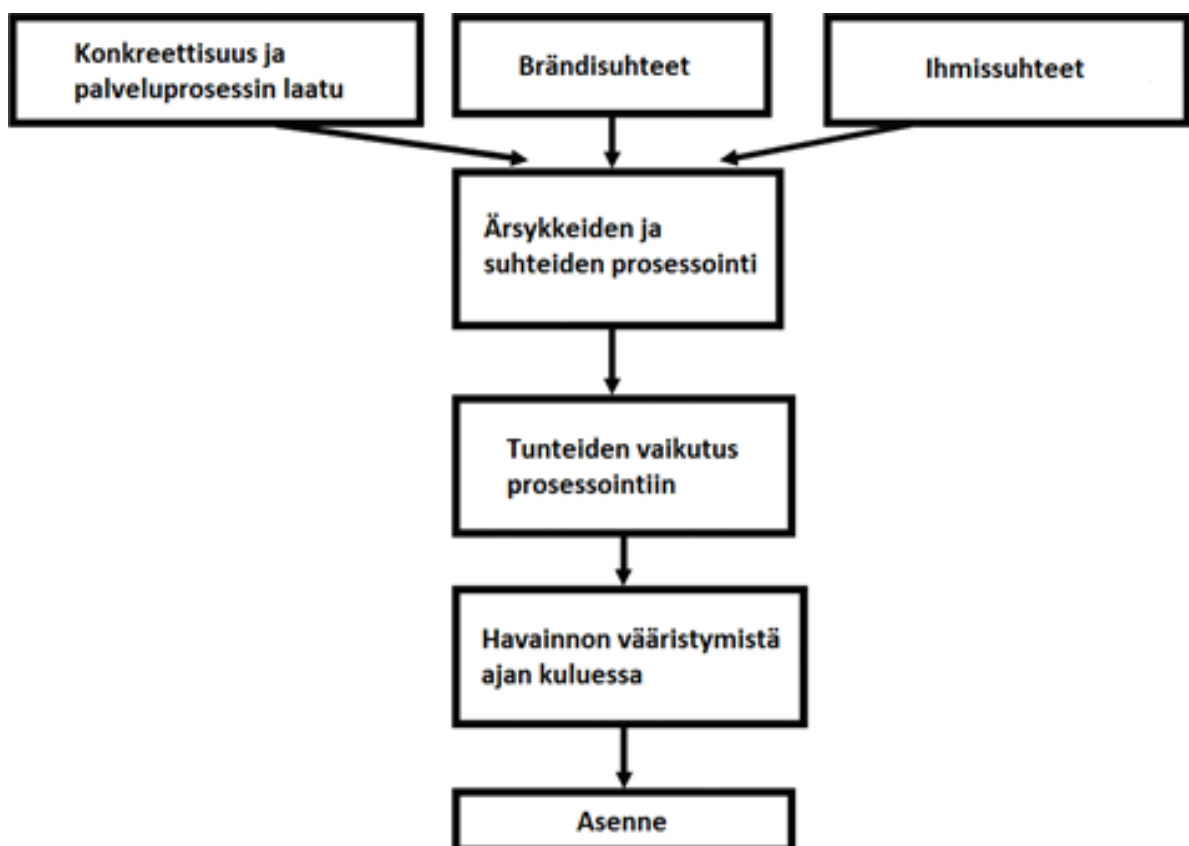 Konkreettisuus ja
palveluprosessin laatu
Brändisuhteet
Ihmissuhteet
Ärsykkeiden ja
suhteiden prosessointi
Tunteiden vaikutus
prosessointiin
Havainnon vääristymistä
ajan kuluessa
Asenne